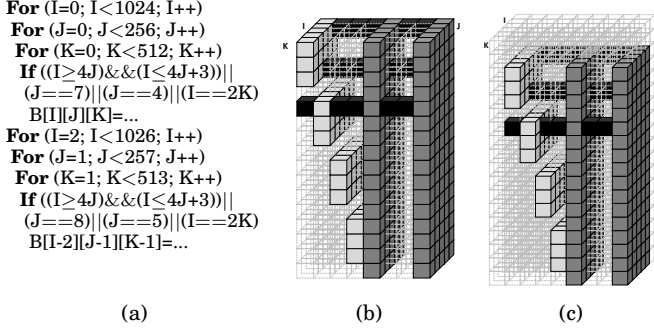 For (I=0; I<1024; I++)
For (J=0; J<256; J++)
For (K=0; K<512; K++)
If ((I≥4J)&&(I≤4J+3))||
(J==7)||(J==4)||(I==2K)
B[I][J][K]=...
For (I=2; I<1026; I++)
For (J=1; J<257; J++)
For (K=1; K<513; K++)
If ((I≥4J)&&(I≤4J+3))||
(J==8)||(J==5)||(I==2K)
B[I-2][J-1][K-1]=...
I
J
K
I
J
K
(a) (b) (c)